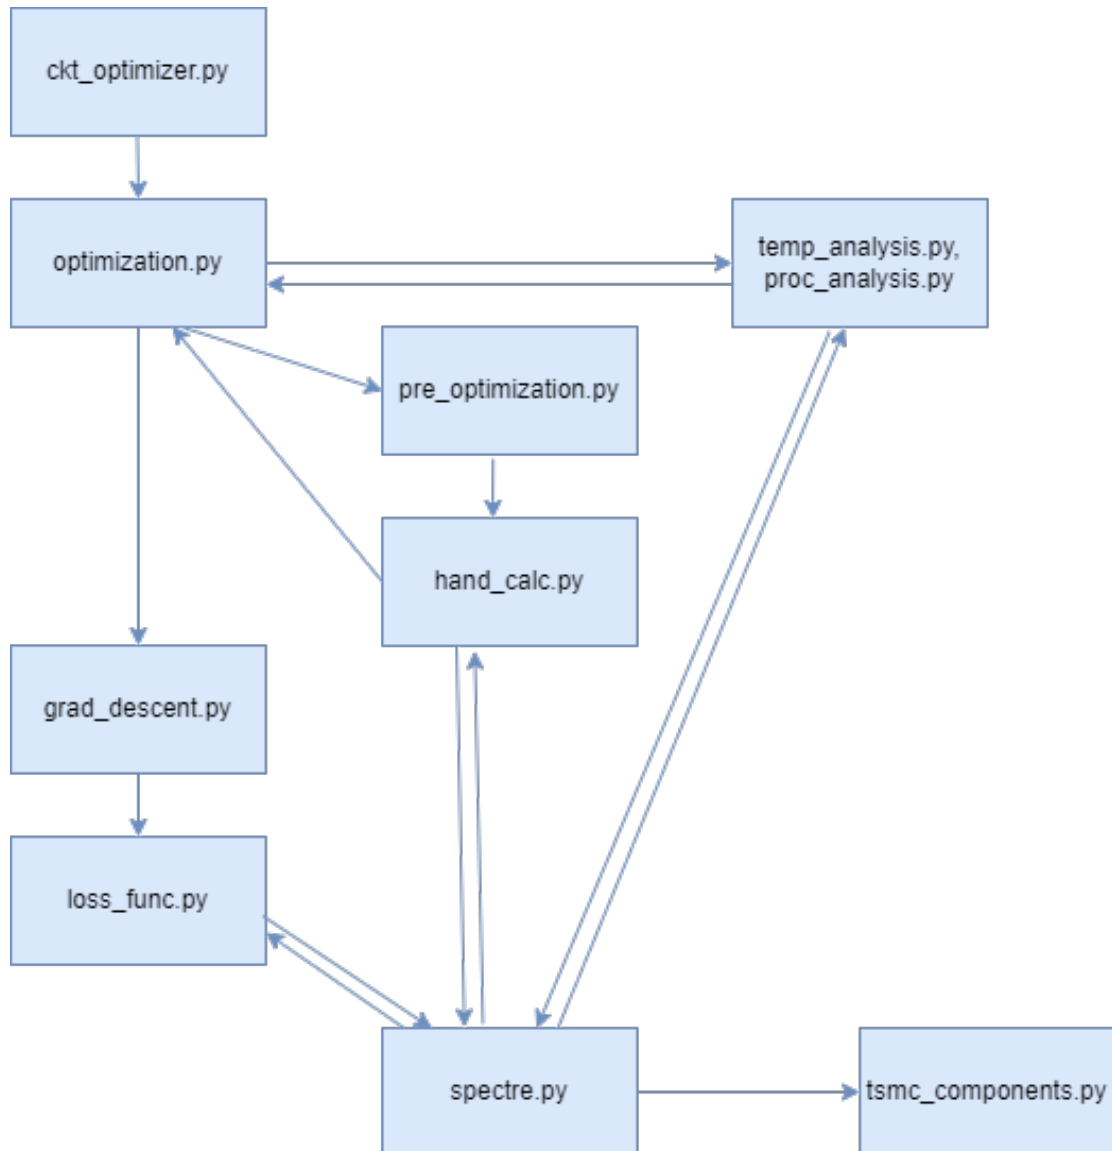 ckt_optimizer.py
optimization.py
temp_analysis.py,
proc_analysis.py
pre_optimization.py
hand_calc.py
grad_descent.py
loss_func.py
spectre.py
tsmc_components.py